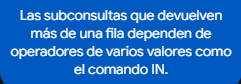 Las subconsultas que devuelven
más de una fila dependen de
operadores de varios valores como
el comando IN.